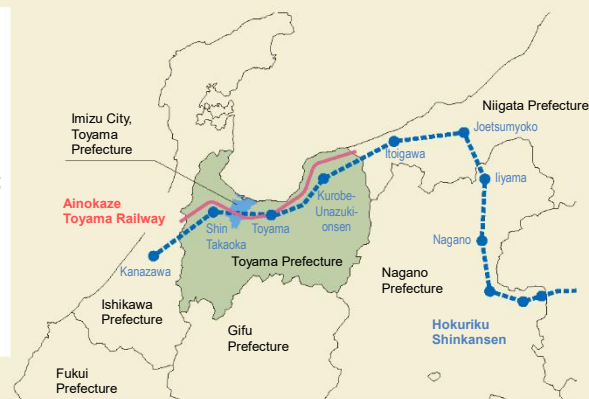 Niigata Prefecture
Joetsumyoko
Imizu City,
Toyama
Prefecture
Itoigawa
Iiyama
Kurobe-
Unazuki-
onsen
Ainokaze
Toyama Railway
Shin
Takaoka
Toyama
Nagano
Toyama Prefecture
Kanazawa
Nagano
Prefecture
Ishikawa
Prefecture
Gifu
Prefecture
Hokuriku
Shinkansen
Fukui
Prefecture